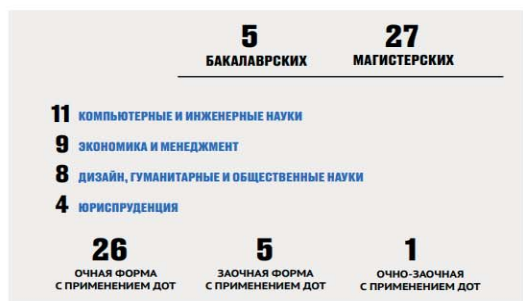 5 27
БАКАЛАВРСКИХ МАГИСТЕРСКИХ
11 КОМПЬЮТЕРНЫЕ И ИНЖЕНЕРНЫЕ НАУКИ
9 ЭКОНОМИКА И МЕНЕДЖМЕНТ
8 ДИЗАЙН, ГУМАНИТАРНЫЕ И ОБЩЕСТВЕННЫЕ НАУКИ
4 ЮРИСПРУДЕНЦИЯ
26 5 1
ОЧНАЯ ФОРМА ЗАОЧНАЯ ФОРМА ОЧНО-ЗАОЧНАЯ
С ПРИМЕНЕНИЕМ ДОТ С ПРИМЕНЕНИЕМ ДОТ С ПРИМЕНЕНИЕМ ДОТ